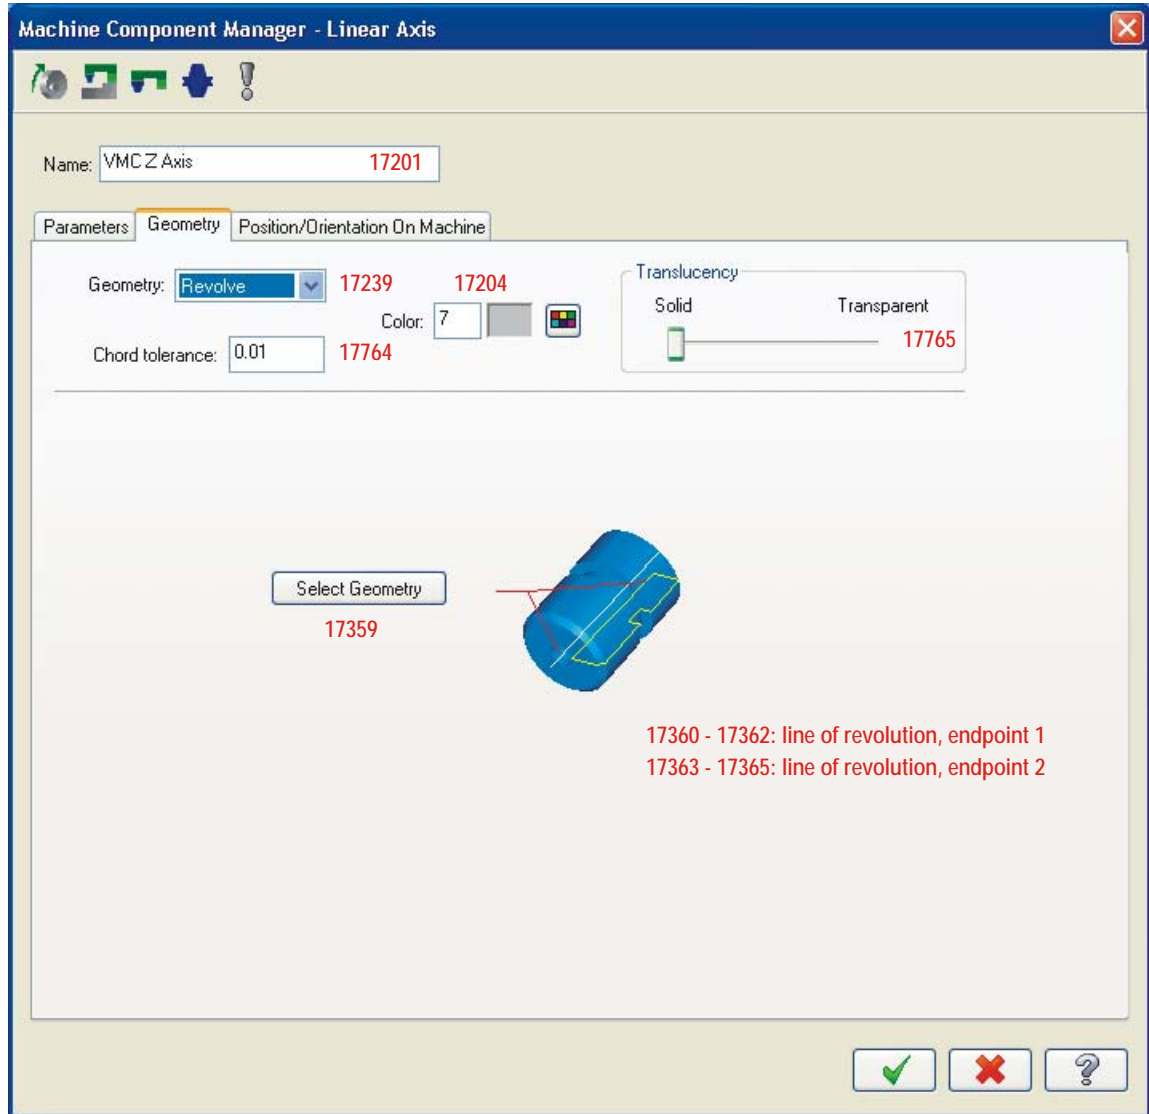 Machine Component Manager - Linear Axis
Name: VMC Z Axis 17201
Parameters Geometry Position/Orientation On Machine
Geometry: Revolve 17239 17204
Color: 7
Chord tolerance: 0.01 17764
Translucency
Solid Transparent
17765
Select Geometry
17359
17360 - 17362: line of revolution, endpoint 1
17363 - 17365: line of revolution, endpoint 2